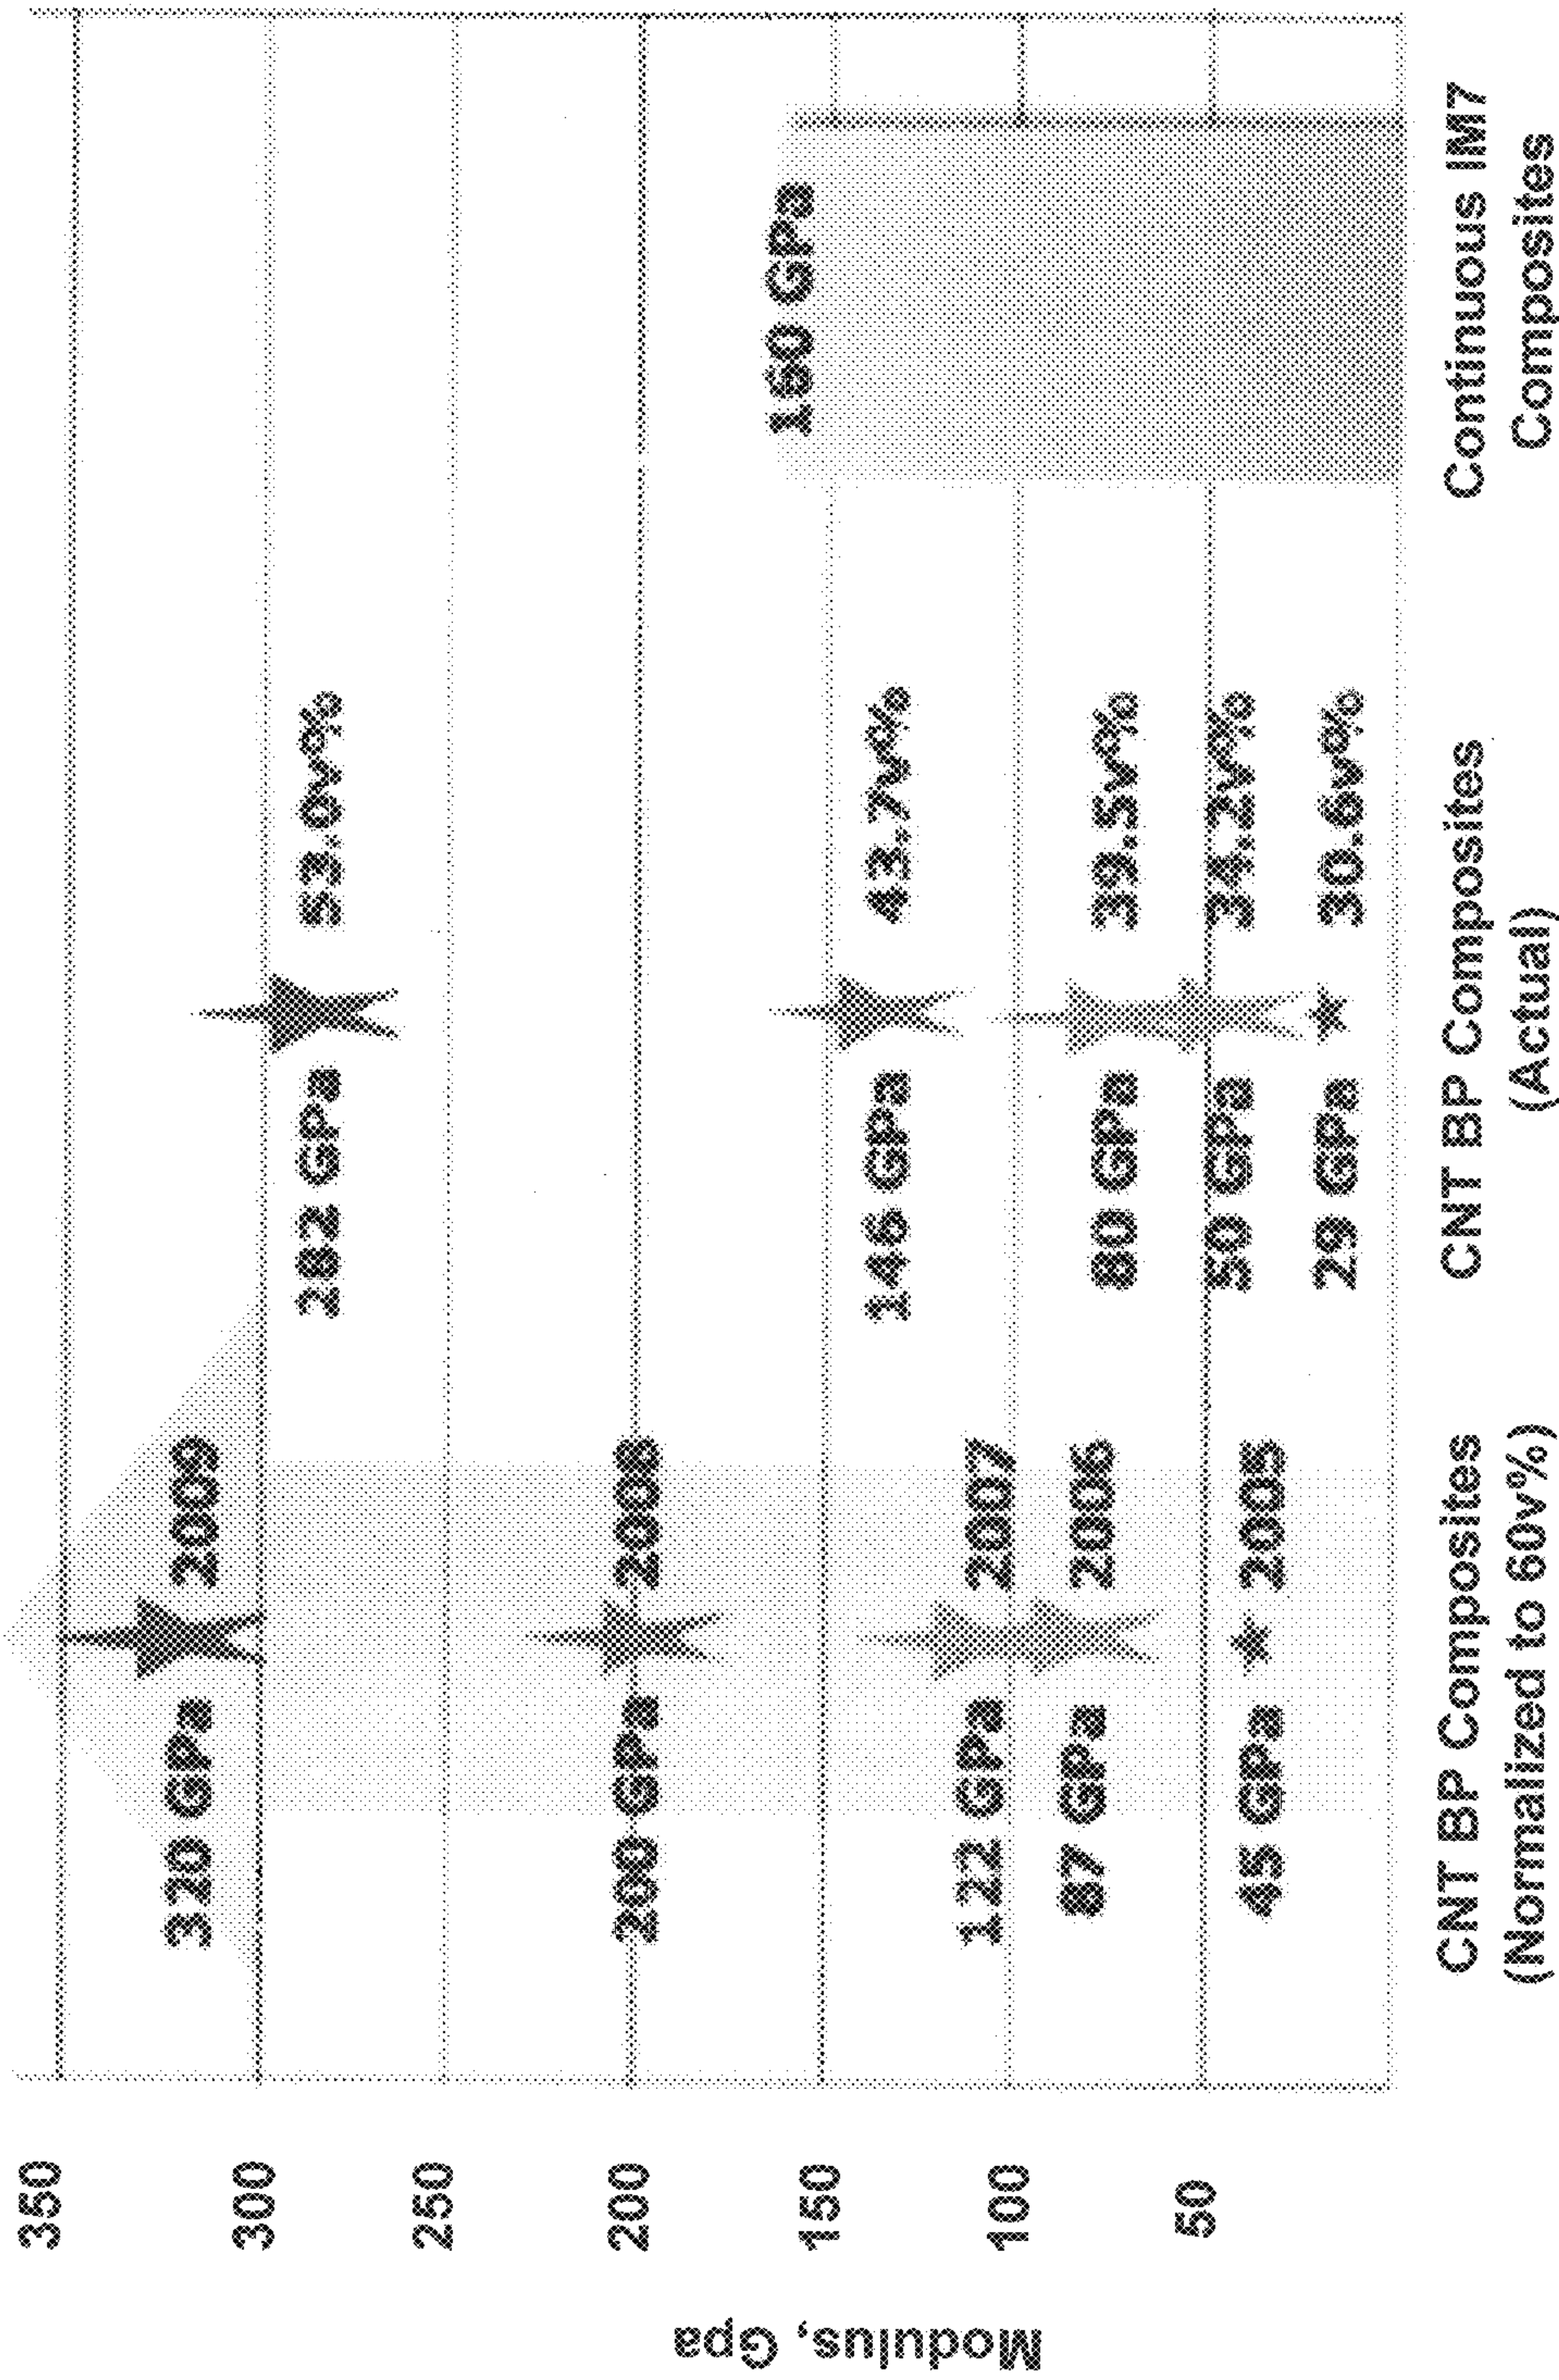 Modulus, Gpa
350
300
250
200
150
100
50
320 GPa
2009
200 GPa
2008
122 GPa
2007
87 GPa
2006
45 GPa
2005
282 GPa
53.0v%
146 GPa
43.7v%
80 GPa
39.5v%
50 GPa
34.2v%
29 GPa
30.6v%
160 GPa
CNT BP Composites
(Normalized to 60v%)
CNT BP Composites
(Actual)
Continuous IM7
Composites